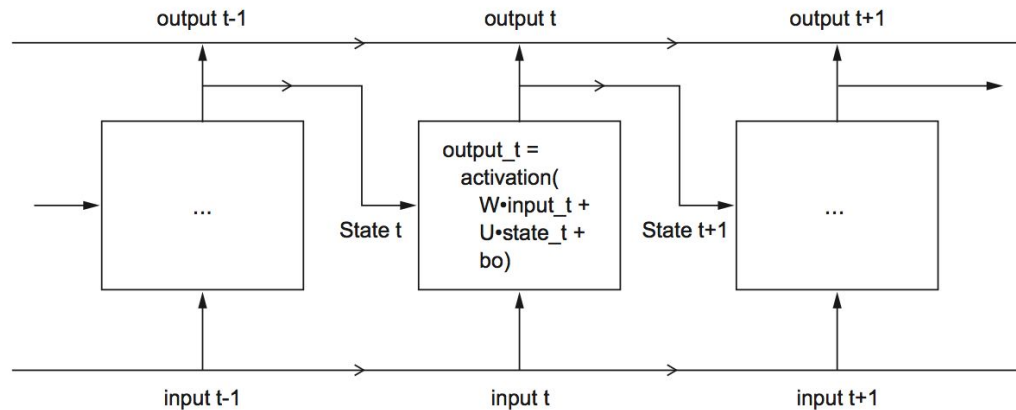 output t-1
output t
output t+1
...
output_t =
activation(
W•input_t +
U•state_t +
bo)
...
State t
State t+1
input t-1
input t
input t+1